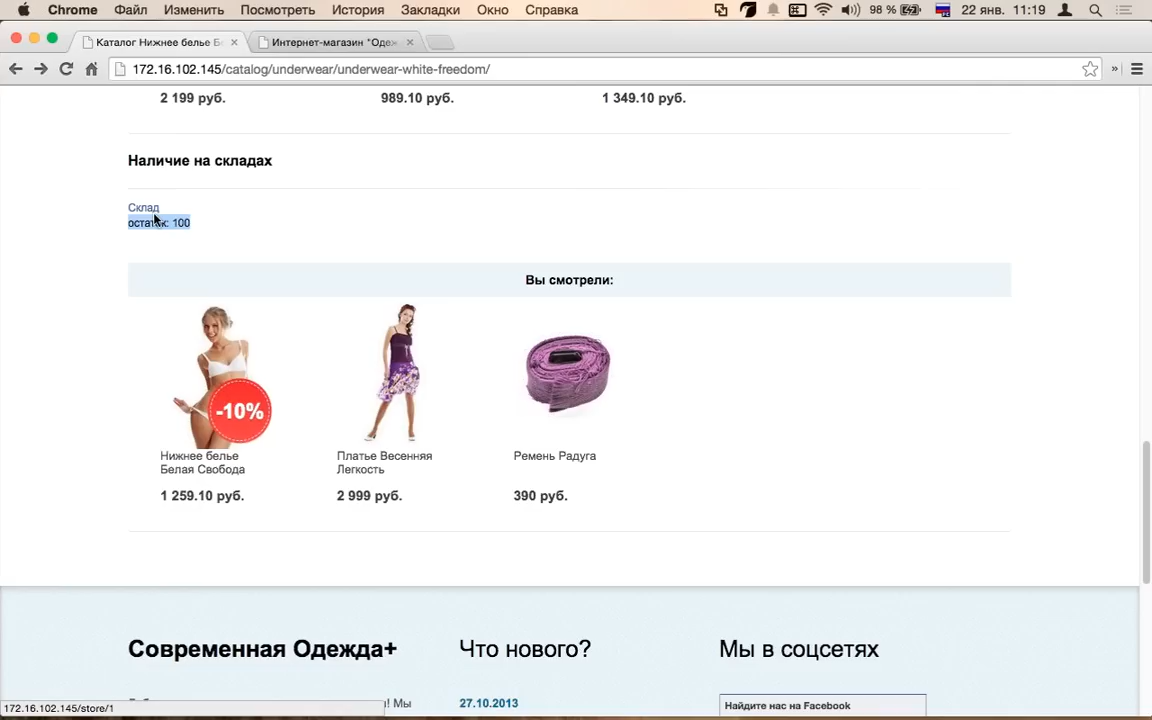 Chrome Файл Изменить Посмотреть История Закладки Окно Справка 98 % 22 янв. 11:19
Каталог Нижнее белье Б Интернет-магазин "Одеж
172.16.102.145/catalog/underwear/underwear-white-freedom/
2 199 руб. 989.10 руб. 1 349.10 руб.
Наличие на складах
Склад
остаток: 100
Вы смотрели:
-10%
Нижнее белье Платье Весенняя Ремень Радуга
Белая Свобода Легкость
1 259.10 руб. 2 999 руб. 390 руб.
Современная Одежда+ Что нового? Мы в соцсетях
! Мы 27.10.2013 Найдите нас на Facebook
172.16.102.145/store/1